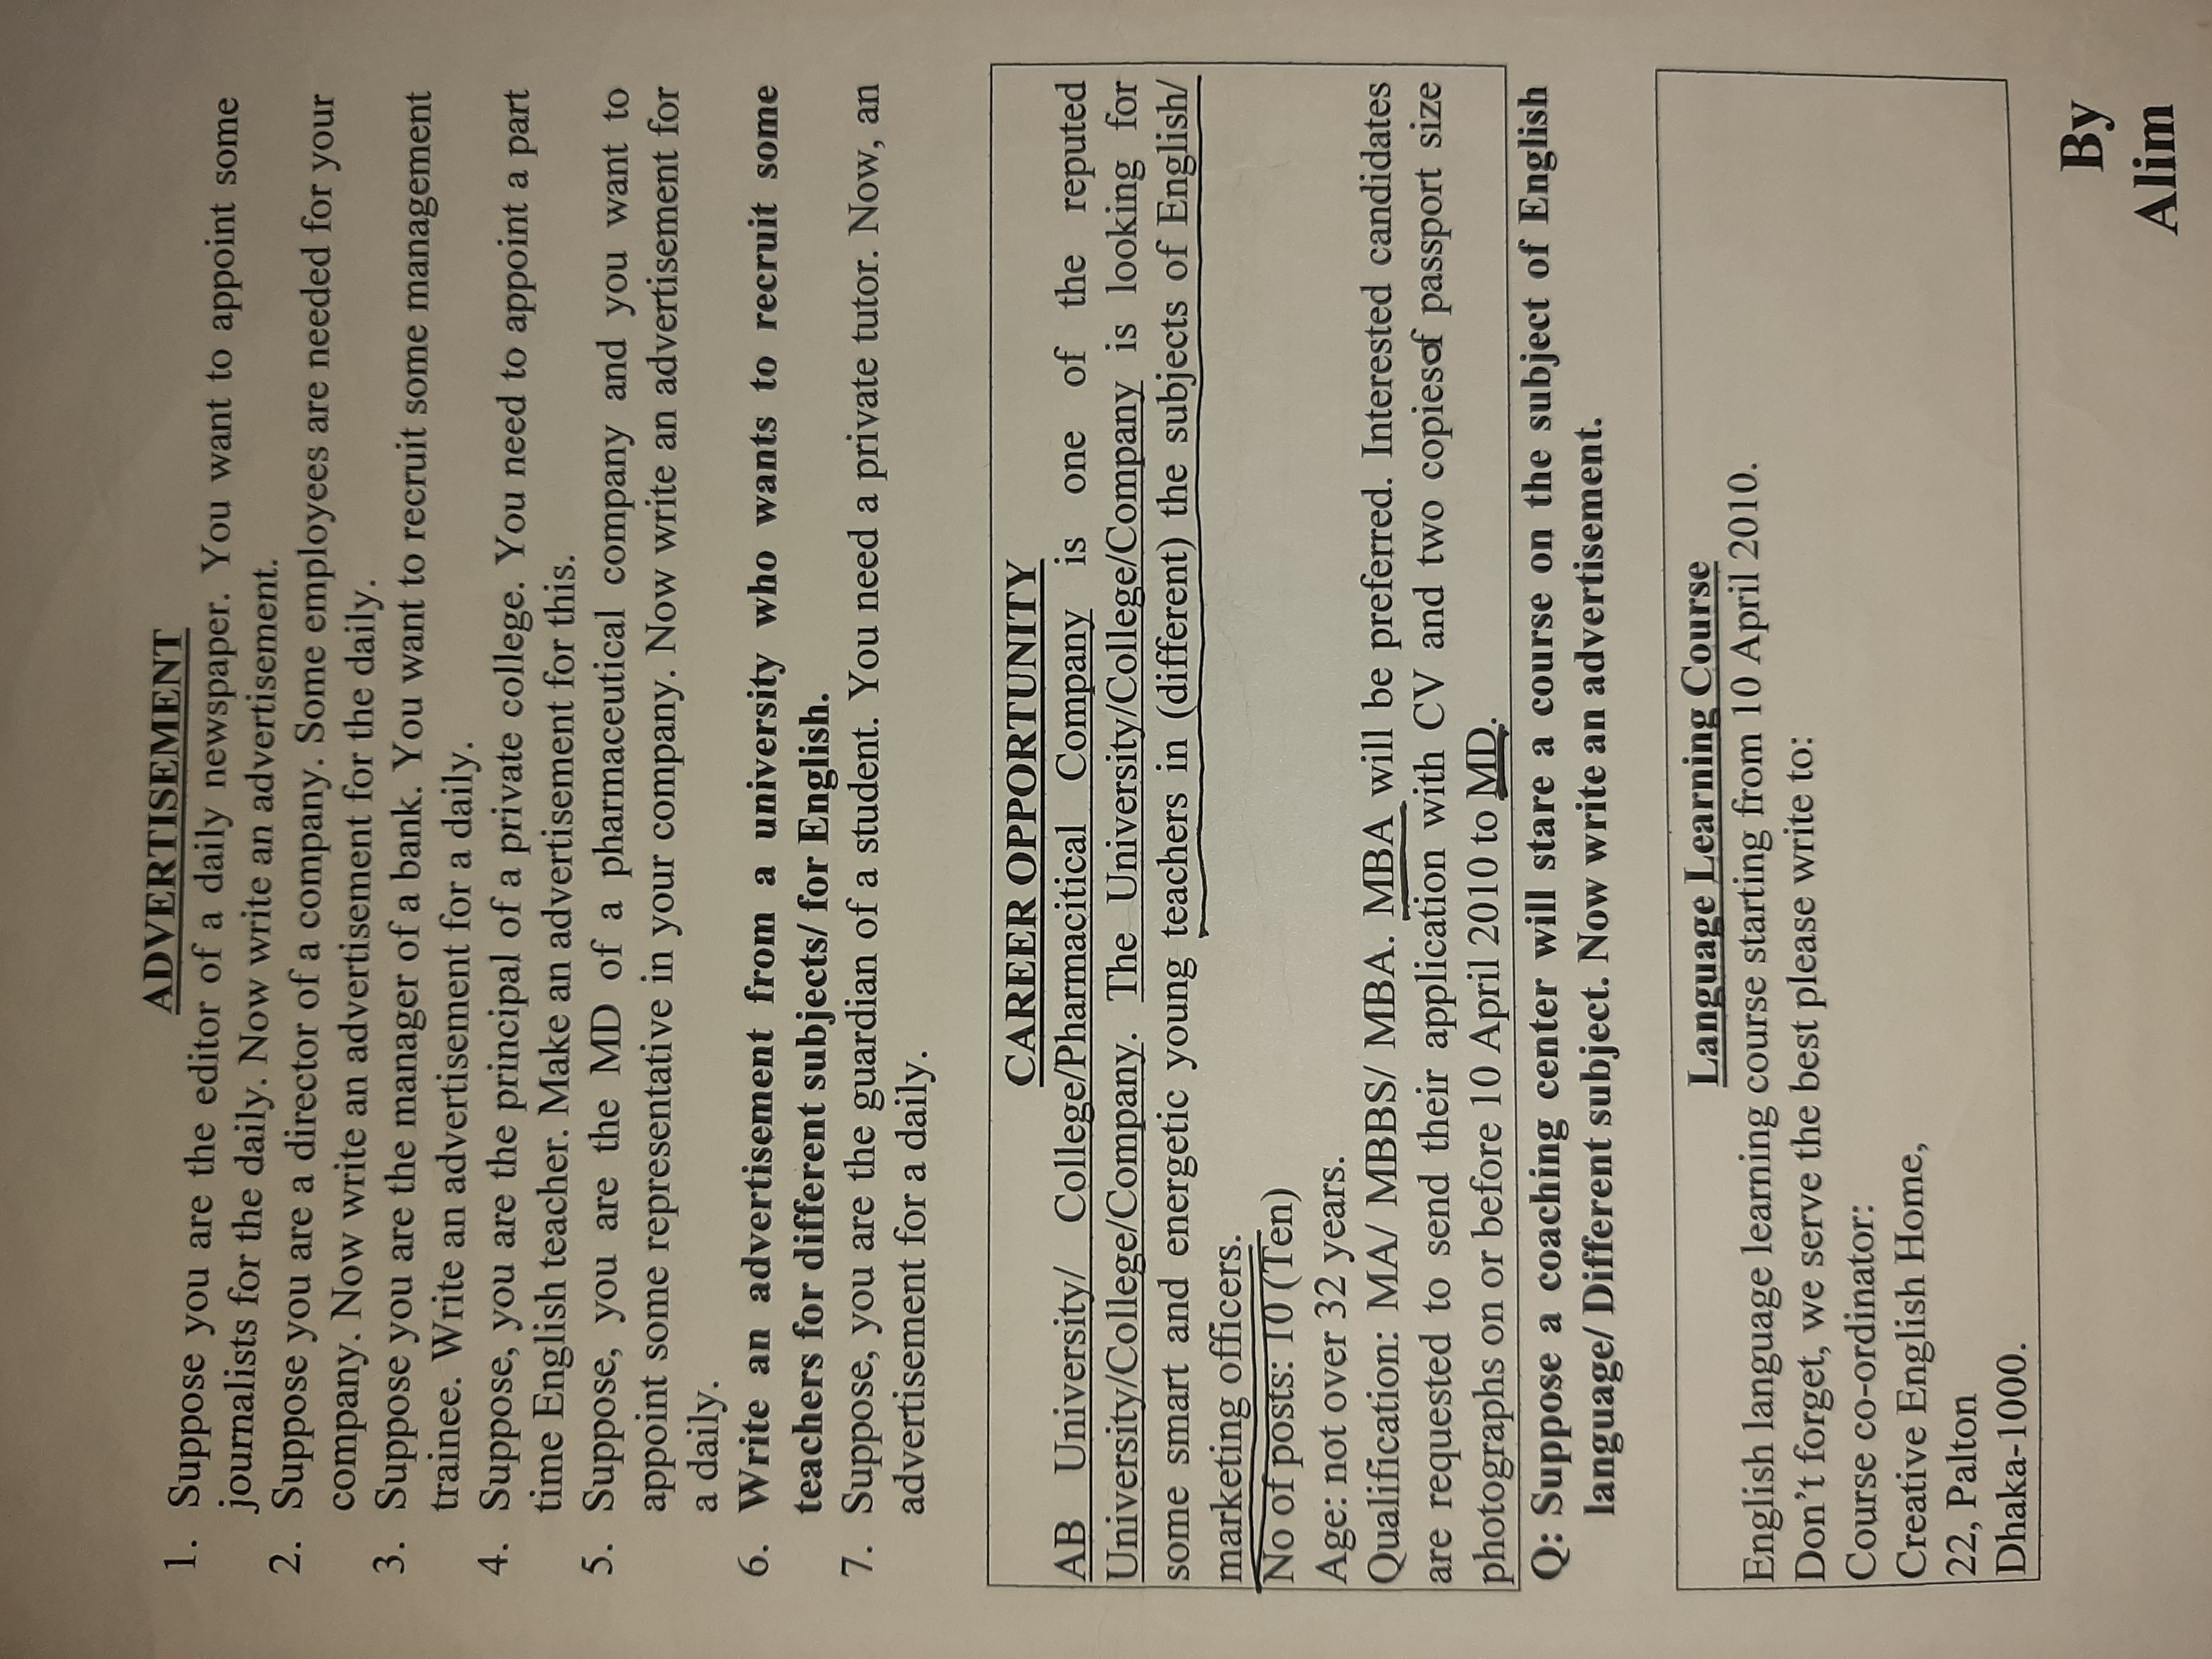 ADVERTISEMENT
1. Suppose you are the editor of a daily newspaper. You want to appoint some
journalists for the daily. Now write an advertisement.
2. Suppose you are a director of a company. Some employees are needed for your
company. Now write an advertisement for the daily.
3. Suppose you are the manager of a bank. You want to recruit some management
trainee. Write an advertisement for a daily.
4. Suppose, you are the principal of a private college. You need to appoint a part
time English teacher. Make an advertisement for this.
5. Suppose, you are the MD of a pharmaceutical company and you want to
appoint some representative in your company. Now write an advertisement for
a daily.
6. Write an advertisement from a university who wants to recruit some
teachers for different subjects/ for English.
7. Suppose, you are the guardian of a student. You need a private tutor. Now, an
advertisement for a daily.
CAREER OPPORTUNITY
AB University/ College/Pharmacitical Company is one of the reputed
University/College/Company. The University/College/Company is looking for
some smart and energetic young teachers in (different) the subjects of English/
marketing officers.
No of posts: 10 (Ten)
Age: not over 32 years.
Qualification: MA/ MBBS/ MBA. MBA will be preferred. Interested candidates
are requested to send their application with CV and two copiesof passport size
photographs on or before 10 April 2010 to MD.
Q: Suppose a coaching center will stare a course on the subject of English
language/ Different subject. Now write an advertisement.
Language Learning Course
English language learning course starting from 10 April 2010.
Don't forget, we serve the best please write to:
Course co-ordinator:
Creative English Home,
22, Palton
Dhaka-1000.
By
Alim